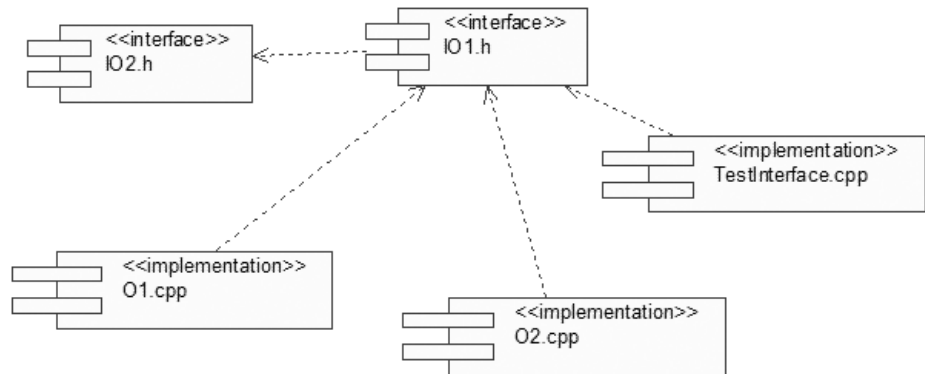 <<interface>>
IO2.h
<<interface>>
IO1.h
<<implementation>>
TestInterface.cpp
<<implementation>>
O1.cpp
<<implementation>>
O2.cpp